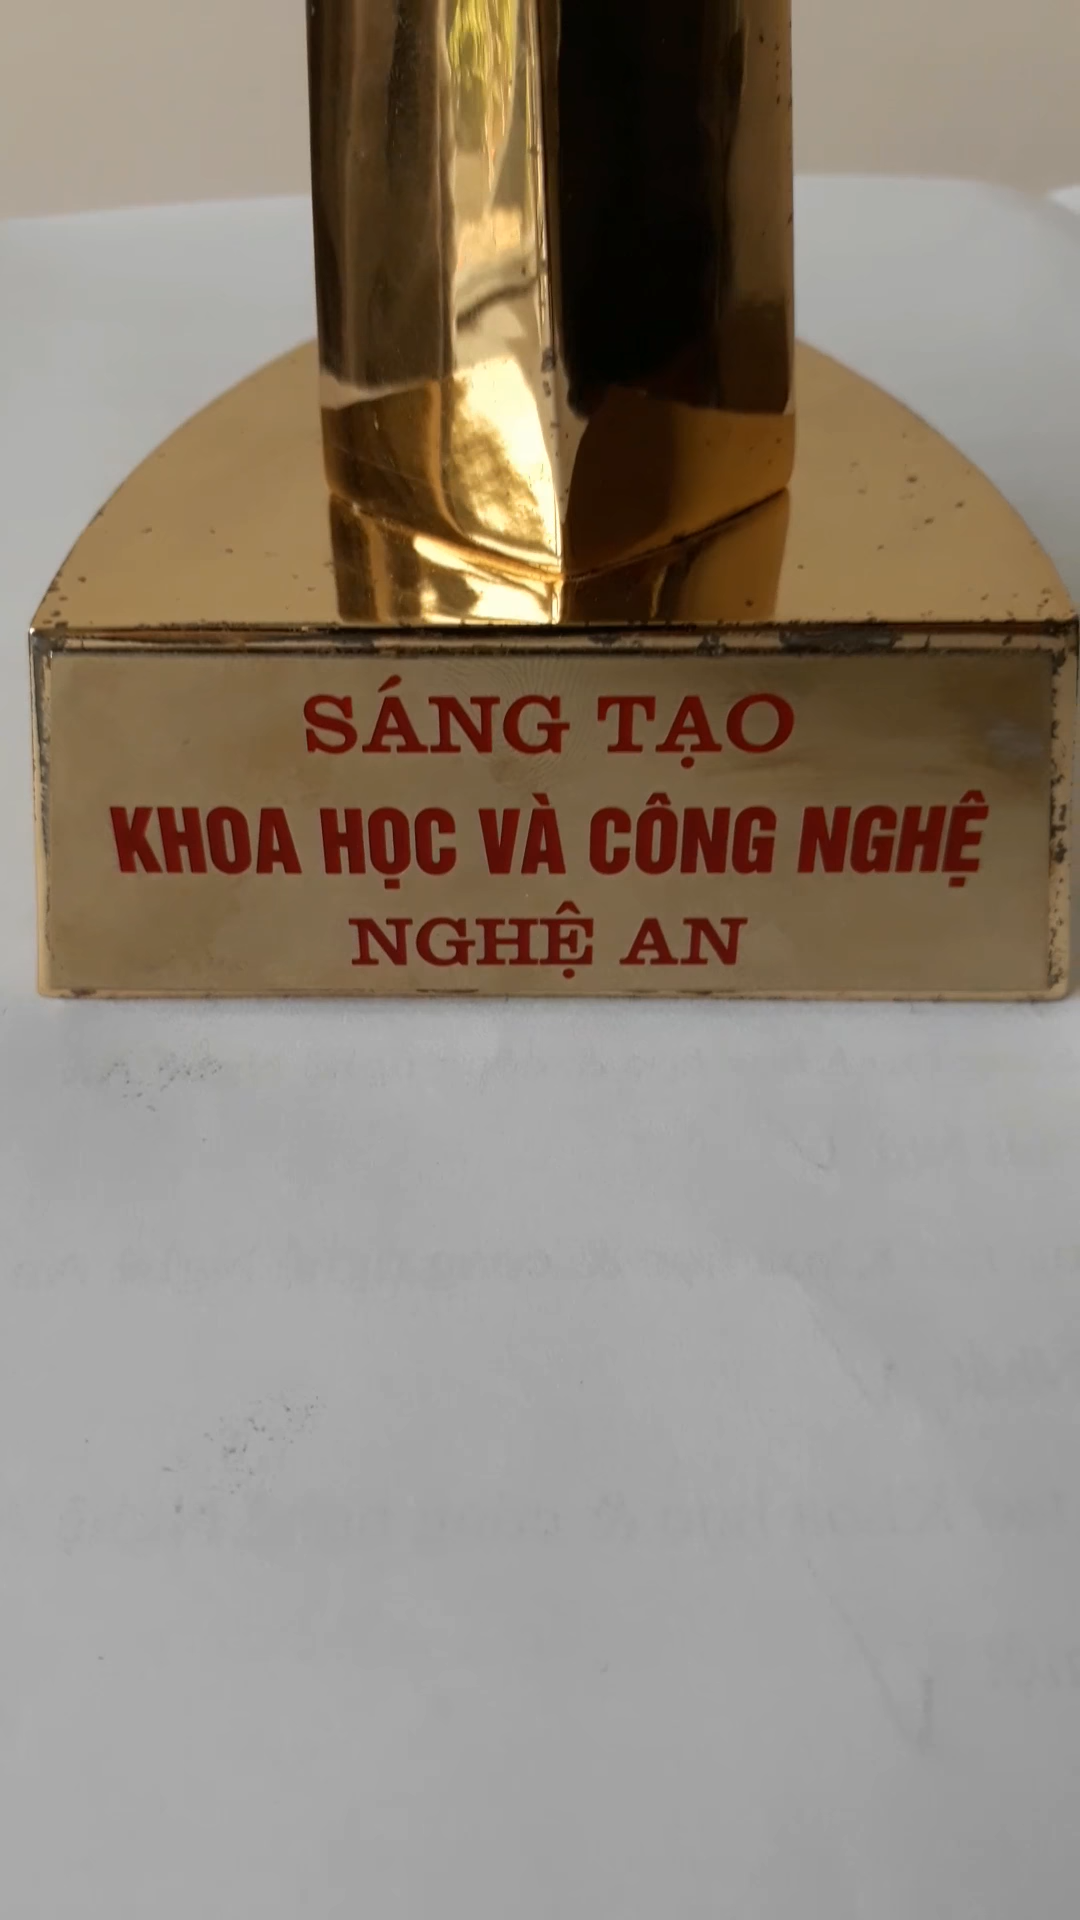 SÁNG TẠO
KHOA HỌC VÀ CÔNG NGHỆ
NGHỆ AN